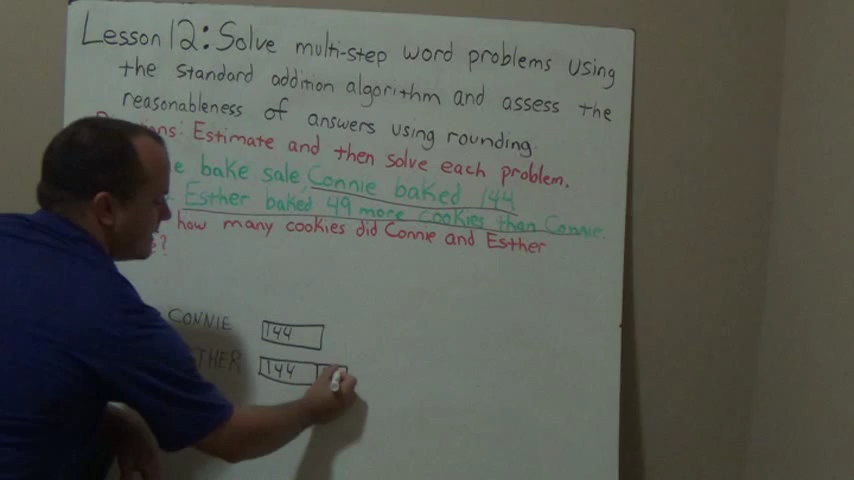 Lesson 12: Solve multi-step word problems using
the standard addition algorithm and assess the
reasonableness of answers using rounding.
Estimate and then solve each problem.
bake sale, Connie baked 144
Esther baked 49 more cookies than Connie.
how many cookies did Connie and Esther
CONNIE 144
144